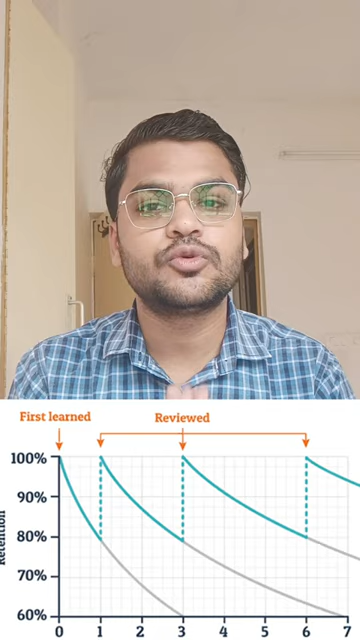 First learned
Reviewed
100%
90%
80%
70%
60%
Retention
0 1 2 3 4 5 6 7